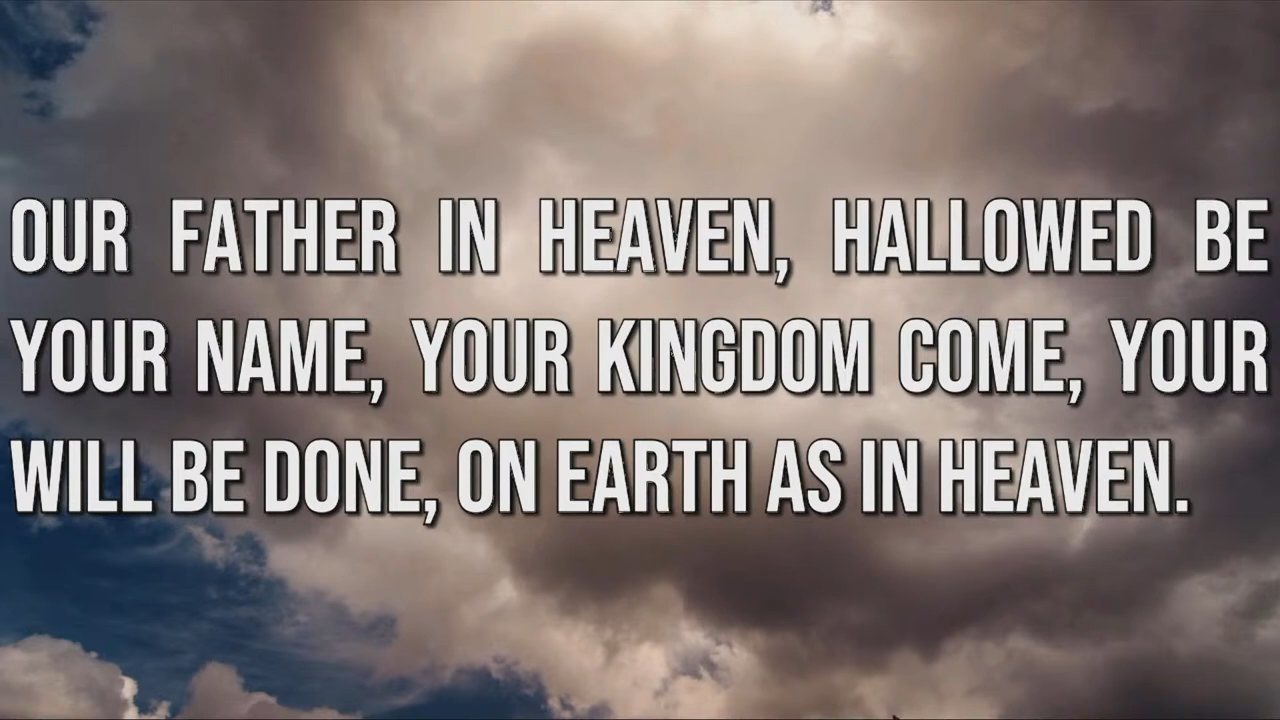 OUR FATHER IN HEAVEN, HALLOWED BE
YOUR NAME, YOUR KINGDOM COME, YOUR
WILL BE DONE, ON EARTH AS IN HEAVEN.